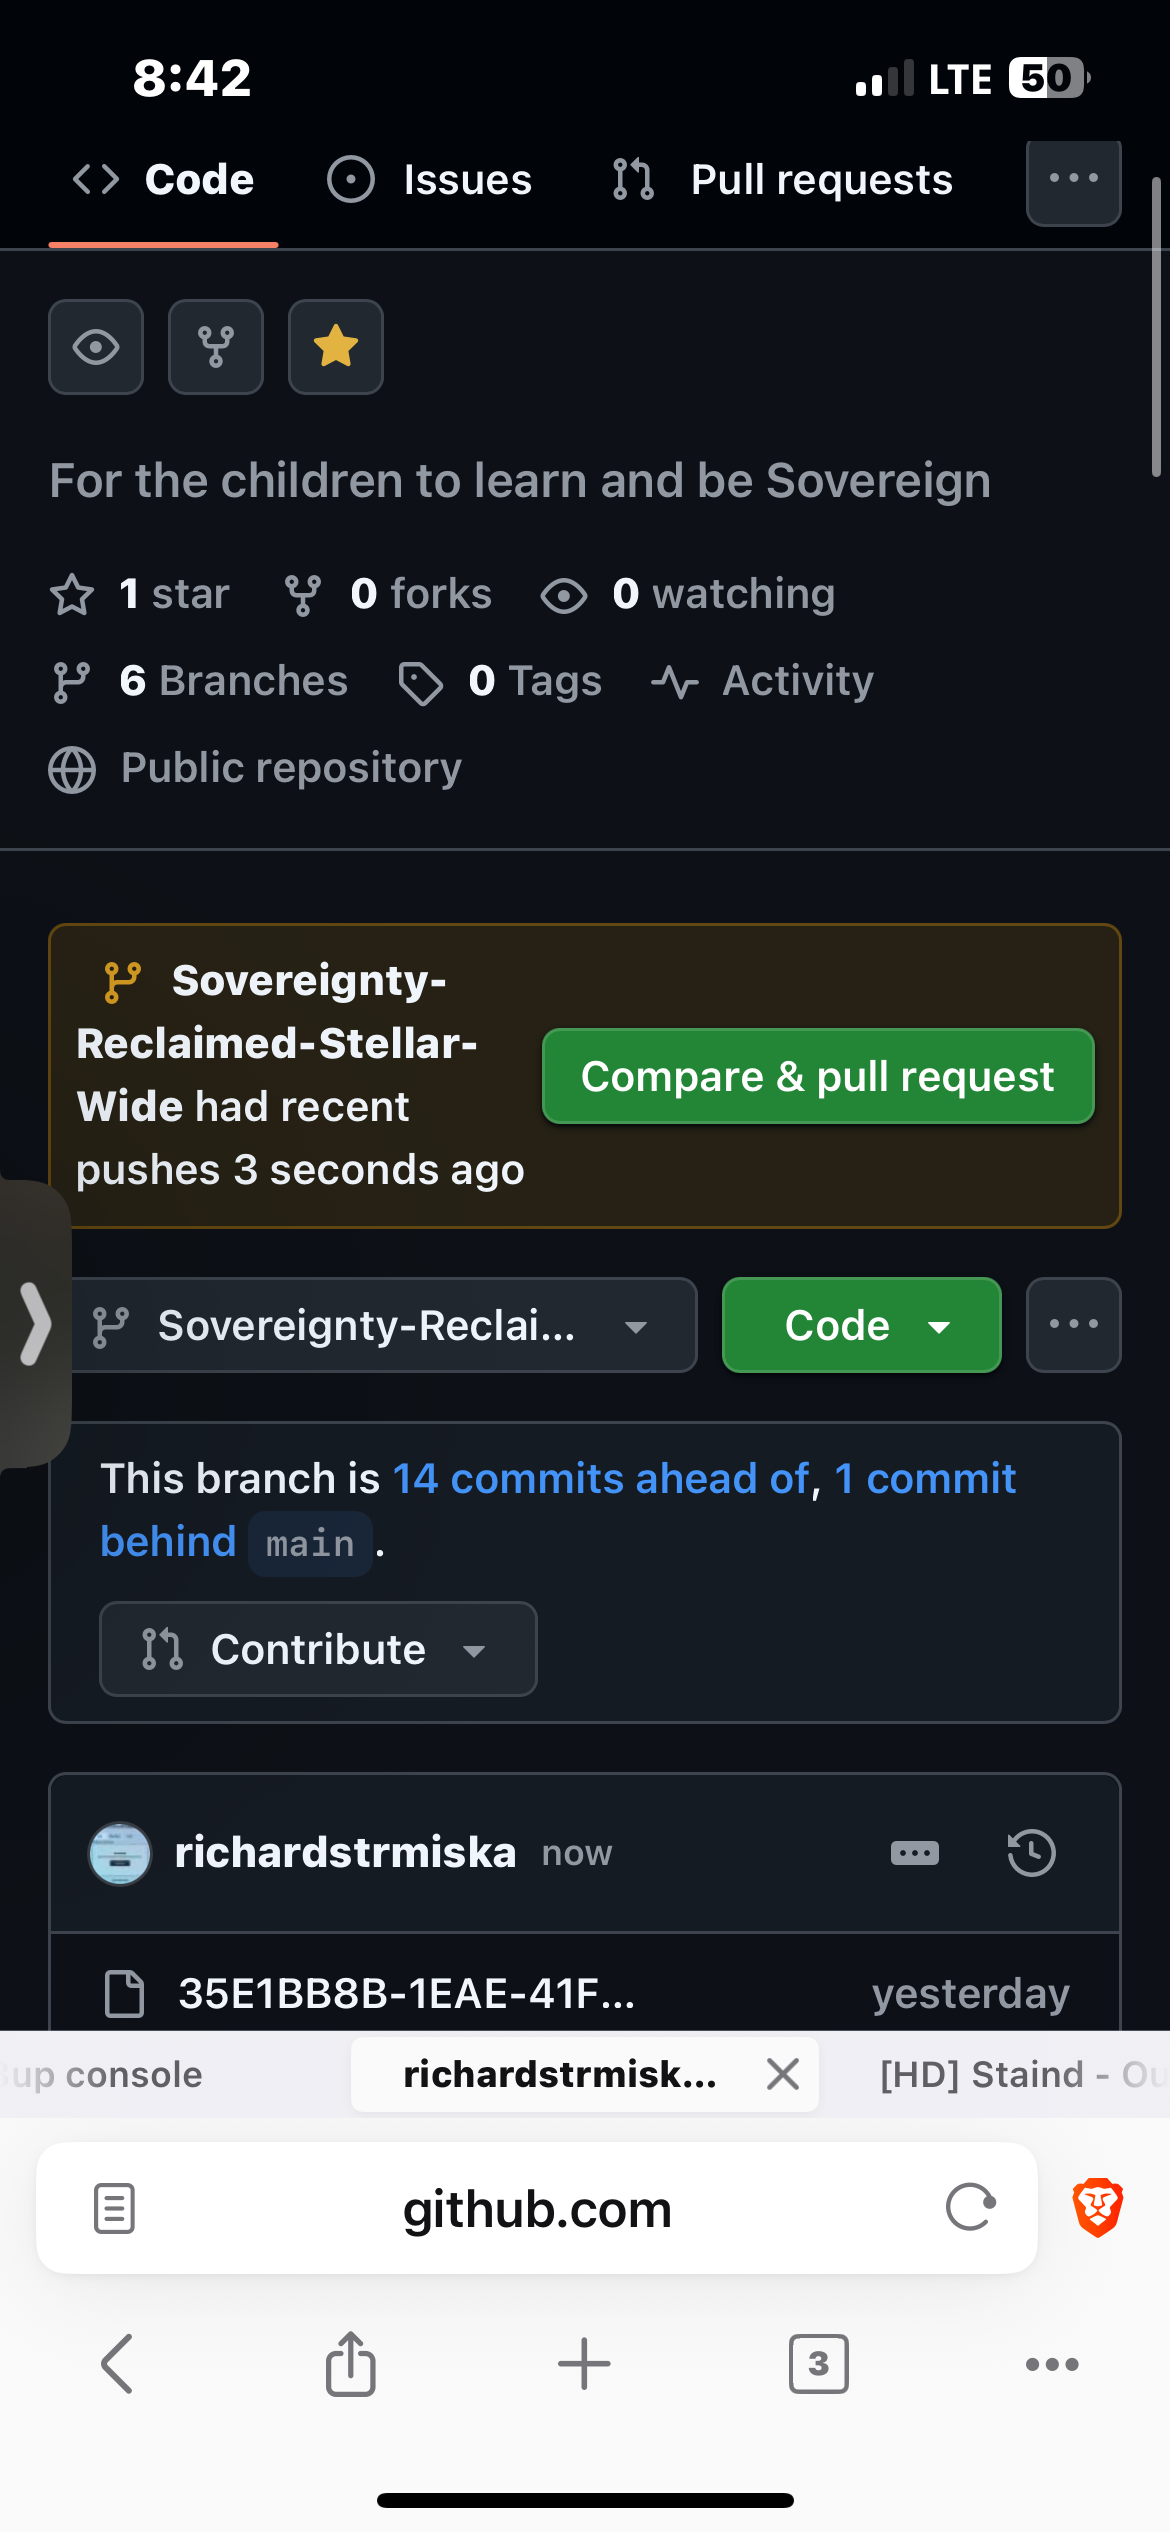 8:42
LTE 50
Code
Issues
Pull requests
For the children to learn and be Sovereign
1 star
0 forks
0 watching
6 Branches
0 Tags
Activity
Public repository
Sovereignty-
Reclaimed-Stellar-
Wide had recent
pushes 3 seconds ago
Compare & pull request
Sovereignty-Reclai...
Code
This branch is 14 commits ahead of, 1 commit
behind main.
Contribute
richardstrmiska now
35E1BB8B-1EAE-41F...
yesterday
console
richardstrmisk...
[HD] Staind -
github.com
3